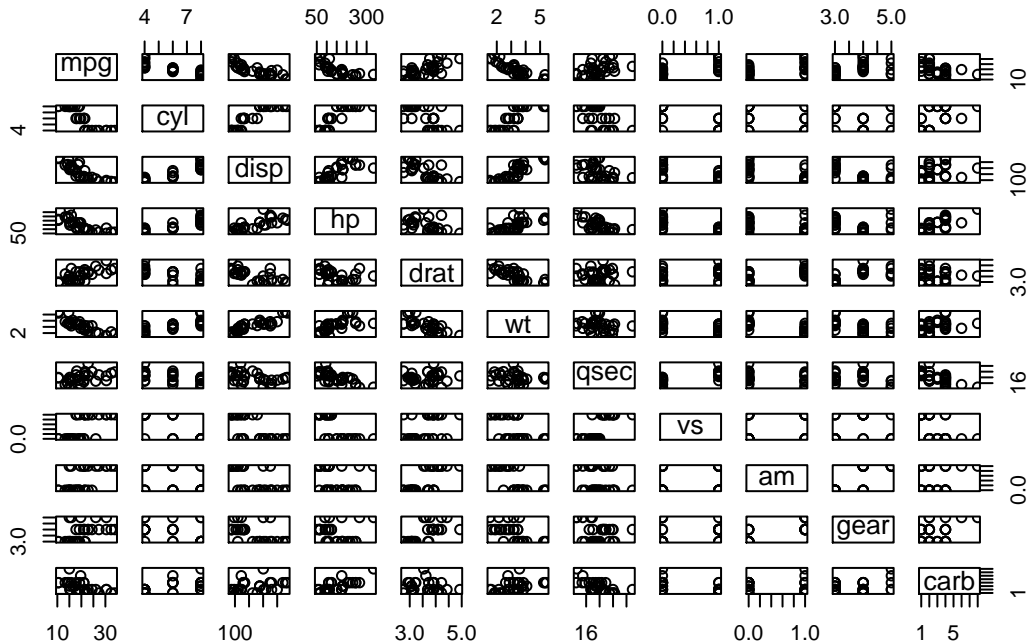 4 7 50 300 2 5 0.0 1.0 3.0 5.0
mpg 10
4 cyl
disp 100
50 hp
drat 3.0
2 wt
qsec 16
0.0 vs
am 0.0
3.0 gear
carb 1
10 30 100 3.0 5.0 16 0.0 1.0 1 5